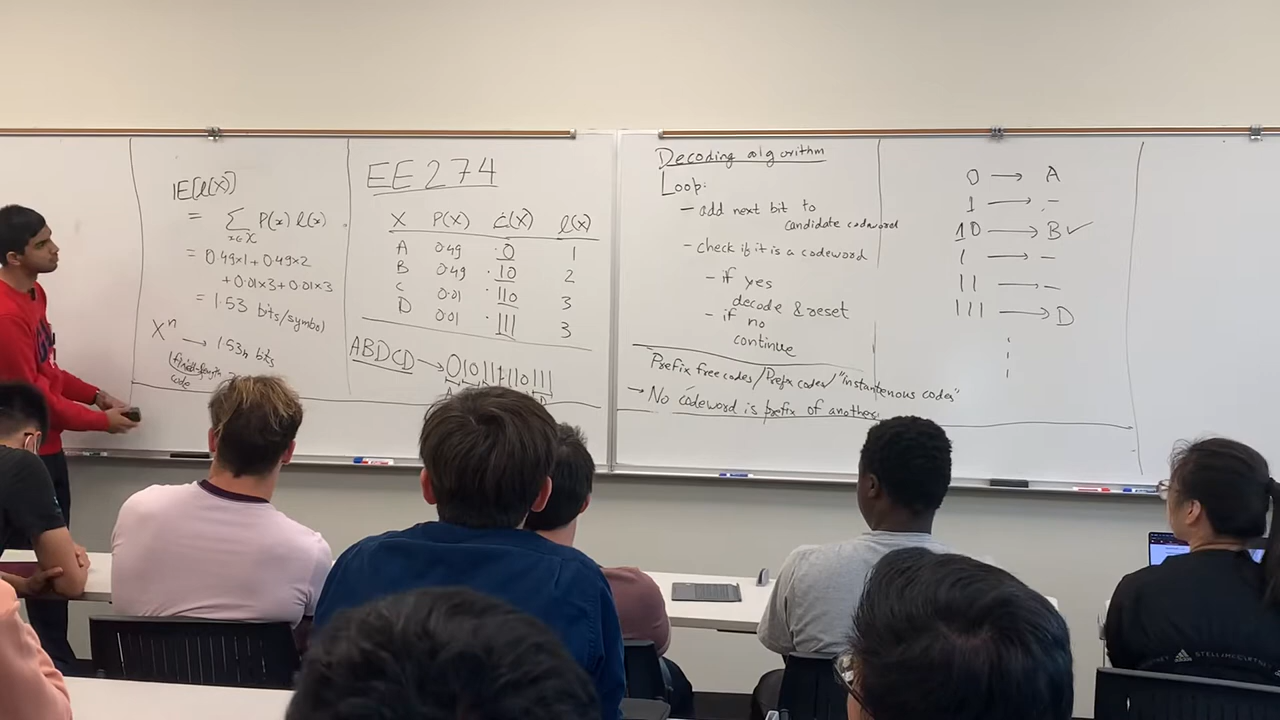 𝔼[l(X)]
= Σ P(x) l(x)
x∈𝒳
= 0.49×1 + 0.49×2
+ 0.01×3 + 0.01×3
= 1.53 bits/symbol
Xⁿ → 1.53n bits
code
EE 274
X P(X) C(X) l(X)
A 0.49 · 0 1
B 0.49 · 10 2
C 0.01 · 110 3
D 0.01 · 111 3
ABDCD → 010111110111
Decoding algorithm
Loop:
- add next bit to
candidate codeword
- check if it is a codeword
- if yes
decode & reset
- if no
continue
Prefix free codes/Prefix codes/"instantaneous codes"
→ No codeword is prefix of another
0 → A
1 → -
10 → B ✓
1 → -
11 → -
111 → D
STELLAMCCARTNEY